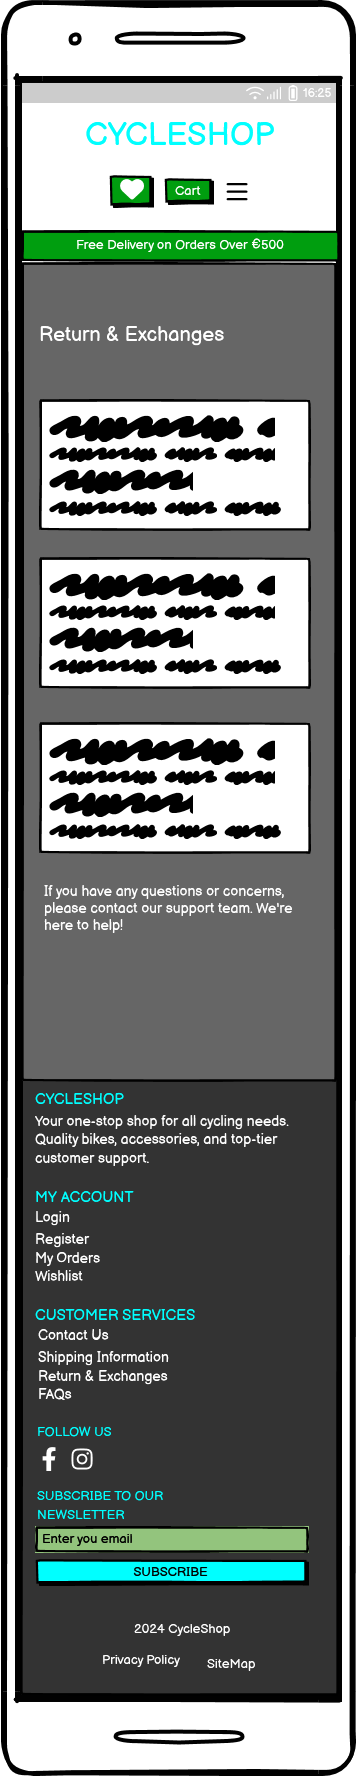 16:25
CYCLESHOP
Cart
Free Delivery on Orders Over €500
Return & Exchanges
If you have any questions or concerns,
please contact our support team. We're
here to help!
CYCLESHOP
Your one-stop shop for all cycling needs.
Quality bikes, accessories, and top-tier
customer support.
MY ACCOUNT
Login
Register
My Orders
Wishlist
CUSTOMER SERVICES
Contact Us
Shipping Information
Return & Exchanges
FAQs
FOLLOW US
SUBSCRIBE TO OUR
NEWSLETTER
Enter you email
SUBSCRIBE
2024 CycleShop
Privacy Policy SiteMap